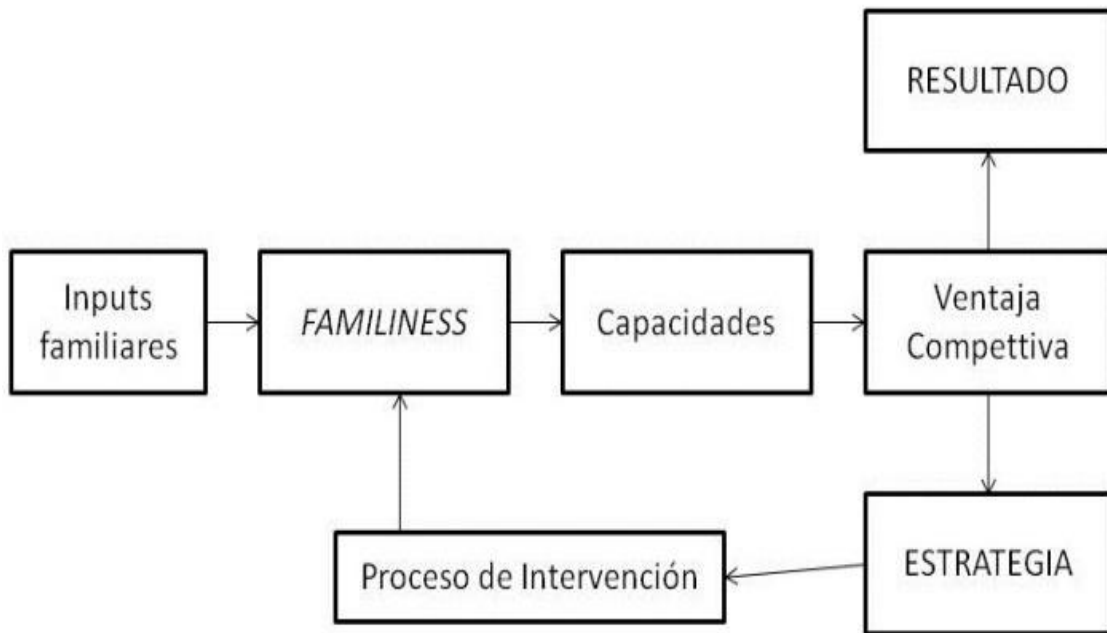 RESULTADO
Inputs
familiares
FAMILINESS
Capacidades
Ventaja
Compettiva
Proceso de Intervención
ESTRATEGIA